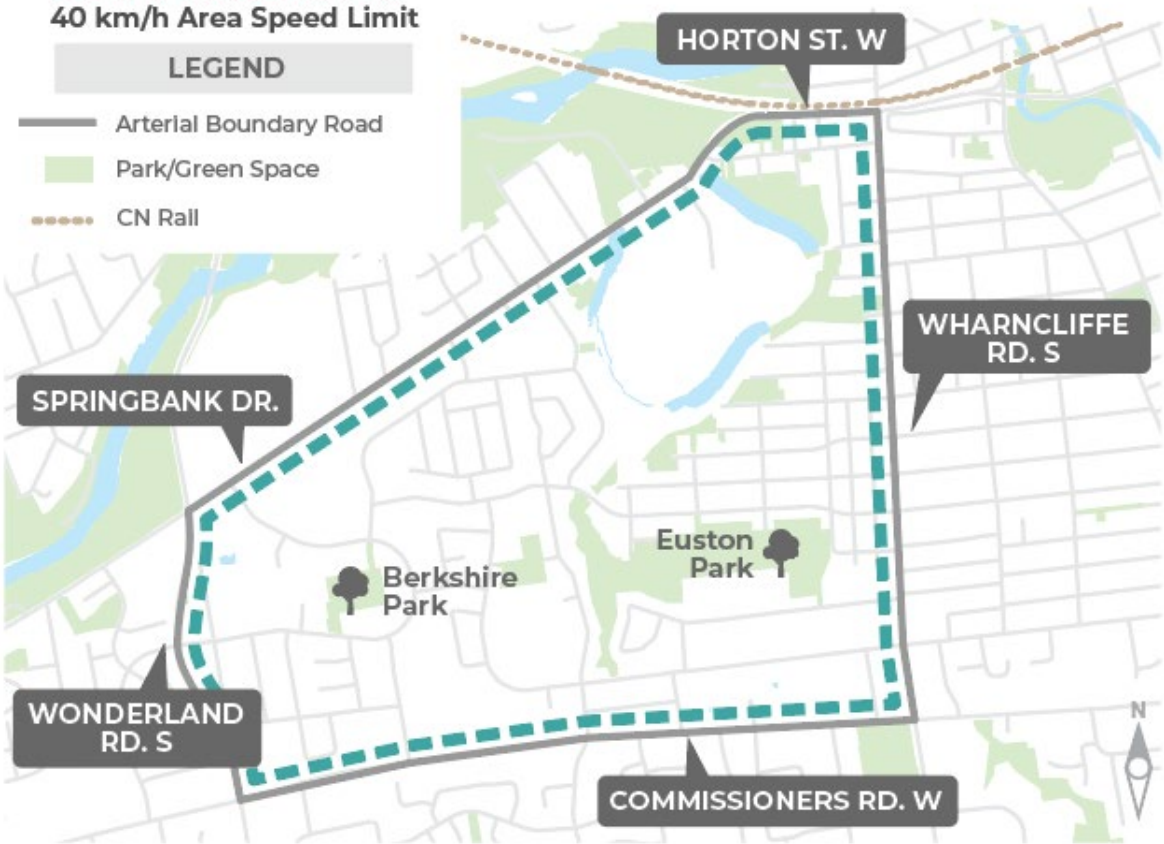 40 km/h Area Speed Limit
LEGEND
Arterial Boundary Road
Park/Green Space
CN Rail
HORTON ST. W
WHARNCLIFFE
RD. S
SPRINGBANK DR.
Euston
Park
Berkshire
Park
WONDERLAND
RD. S
N
COMMISSIONERS RD. W